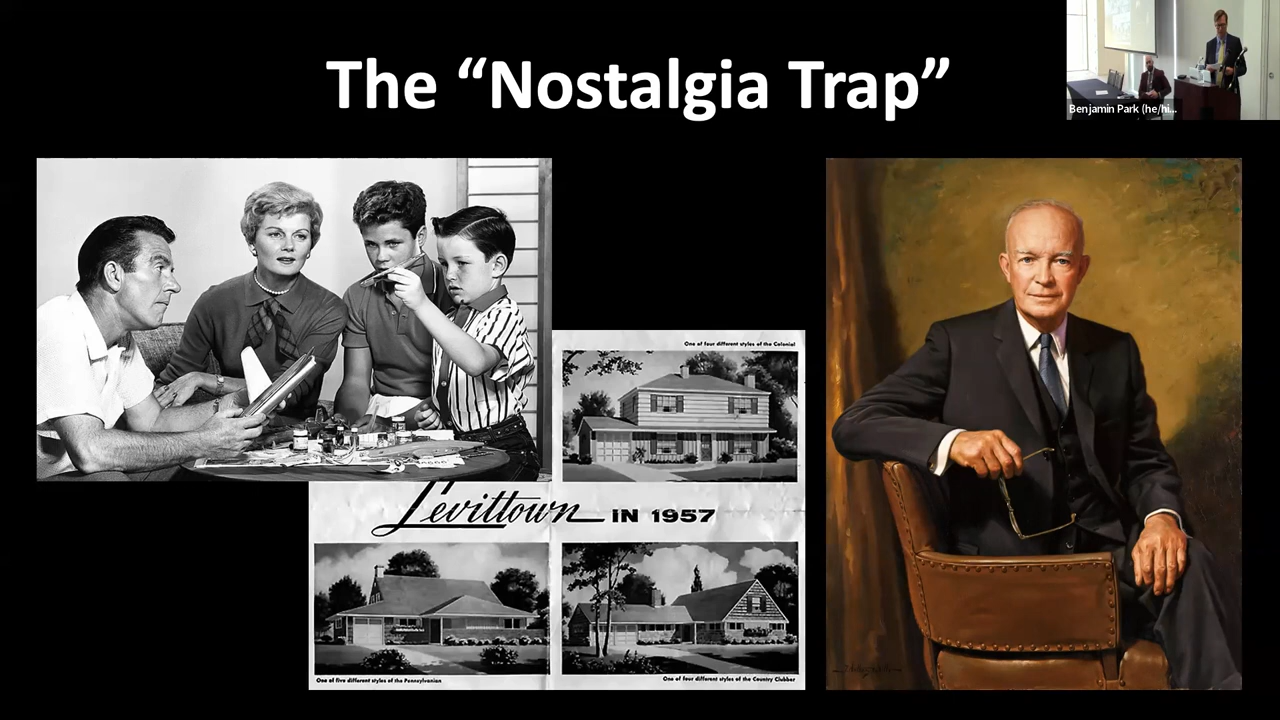 The “Nostalgia Trap”
Benjamin Park (he/hi...
One of four different styles of the Colonial
Levittown IN 1957
One of five different styles of the Pennsylvanian
One of four different styles of the Country Clubber